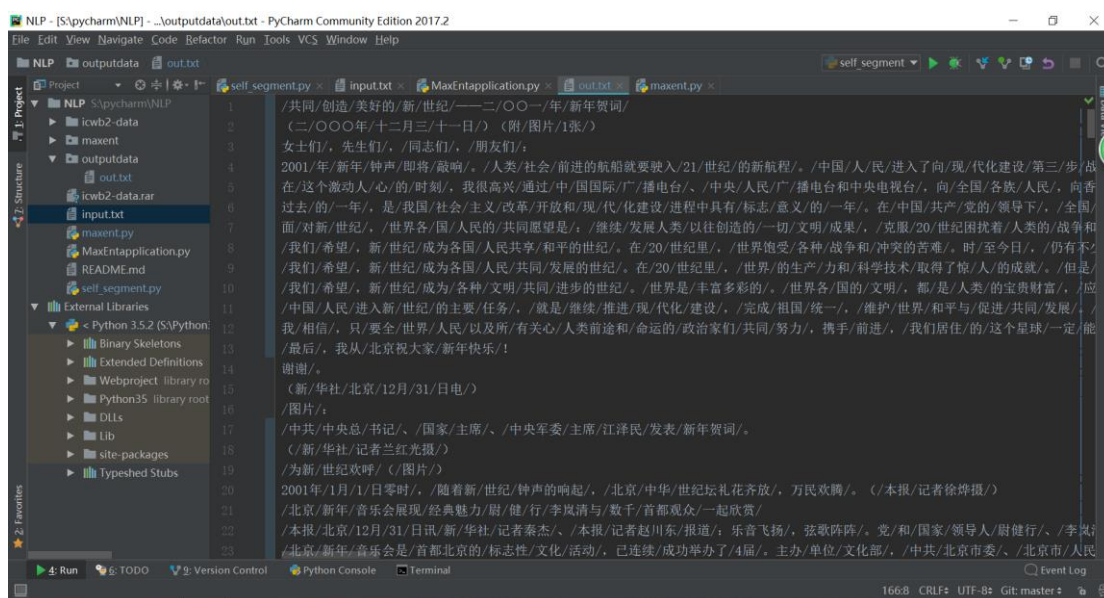 NLP - [S:\pycharm\NLP] - ...\outputdata\out.txt - PyCharm Community Edition 2017.2
File Edit View Navigate Code Refactor Run Tools VCS Window Help
NLP outputdata out.txt
self_segment
Project
self_segment.py
input.txt
MaxEntapplication.py
out.txt
maxent.py
1: Project
7: Structure
2: Favorites
NLP S:\pycharm\NLP
icwb2-data
maxent
outputdata
out.txt
icwb2-data.rar
input.txt
maxent.py
MaxEntapplication.py
README.md
self_segment.py
External Libraries
< Python 3.5.2 (S:\Python:
Binary Skeletons
Extended Definitions
Webproject library ro
Python35 library root
DLLs
Lib
site-packages
Typeshed Stubs
1 /共同/创造/美好的/新/世纪/——二/○○一/年/新年贺词/
2 （二/○○○年/十二月三/十一日/）（附/图片/1张/）
3 女士们/，先生们/，/同志们/，/朋友们/：
4 2001/年/新年/钟声/即将/敲响/。/人类/社会/前进的航船就要驶入/21/世纪/的新航程/。/中国/人/民/进入了向/现/代化建设/第三/步/战
5 在/这个激动人/心/的/时刻/，我很高兴/通过/中/国国际/广/播电台/、/中央/人民/广/播电台和中央电视台/，向/全国/各族/人民/，向香
6 过去/的一年/，是/我国/社会/主义/改革/开放和/现/代/化建设/进程中具有/标志/意义/的一年/。在/中国/共产/党/的领导下/，/全国/
7 面/对新/世纪/，/世界各/国/人民/的共同愿望是/：/继续/发展人类/以往创造的/一切/文明/成果/，/克服/20/世纪困扰着/人类的/战争和
8 /我们/希望/，新/世纪/成为各国/人民共享/和平的世纪/。在/20/世纪里/，/世界饱受/各种/战争和/冲突的苦难/。时/至今日/，/仍有不
9 /我们/希望/，新/世纪/成为各国/人民/共同/发展的世纪/。在/20/世纪里/，/世界/的生产/力和/科学技术/取得了惊/人/的成就/。/但是/
10 /我们/希望/，新/世纪/成为/各种/文明/共同/进步的世纪/。/世界是/丰富多彩的/。/世界各/国的/文明/，都/是/人类的/宝贵财富/，/应
11 /中国/人民/进入新/世纪的/主要/任务/，/就是/继续/推进/现/代化/建设/，/完成/祖国/统一/，/维护/世界/和平与/促进/共同/发展/。/
12 我/相信/，只/要全/世界/人民/以及所/有关心/人类前途和/命运的/政治家们/共同/努力/，携手/前进/，/我们居住/的/这个星球/一定/能
13 /最后/，我从/北京祝大家/新年快乐/！
14 谢谢/。
15 （新/华社/北京/12月/31/日电/）
16 /图片/：
17 /中共/中央总/书记/、/国家/主席/、/中央军委/主席/江泽民/发表/新年贺词/。
18 （/新/华社/记者兰红光摄/）
19 /为新/世纪欢呼/（/图片/）
20 2001年/1月/1/日零时/，/随着新/世纪/钟声的响起/，/北京/中华/世纪坛礼花齐放/，万民欢腾/。（/本报/记者徐烨摄/）
21 /北京/新年/音乐会展现/经典魅力/尉/健/行/李岚清与/数千/首都观众/一起欣赏/
22 /本报/北京/12月/31/日讯/新/华社/记者秦杰/、/本报/记者赵川东/报道/：乐音飞扬/，弦歌阵阵/。党/和/国家/领导人/尉健行/、/李岚
23 /北京/新年/音乐会是/首都北京的/标志性/文化/活动/，已连续/成功举办了/4届/。主办/单位/文化部/，/中共/北京市委/、/北京市/人民
4: Run 6: TODO 9: Version Control Python Console Terminal Event Log
166:8 CRLF UTF-8 Git: master